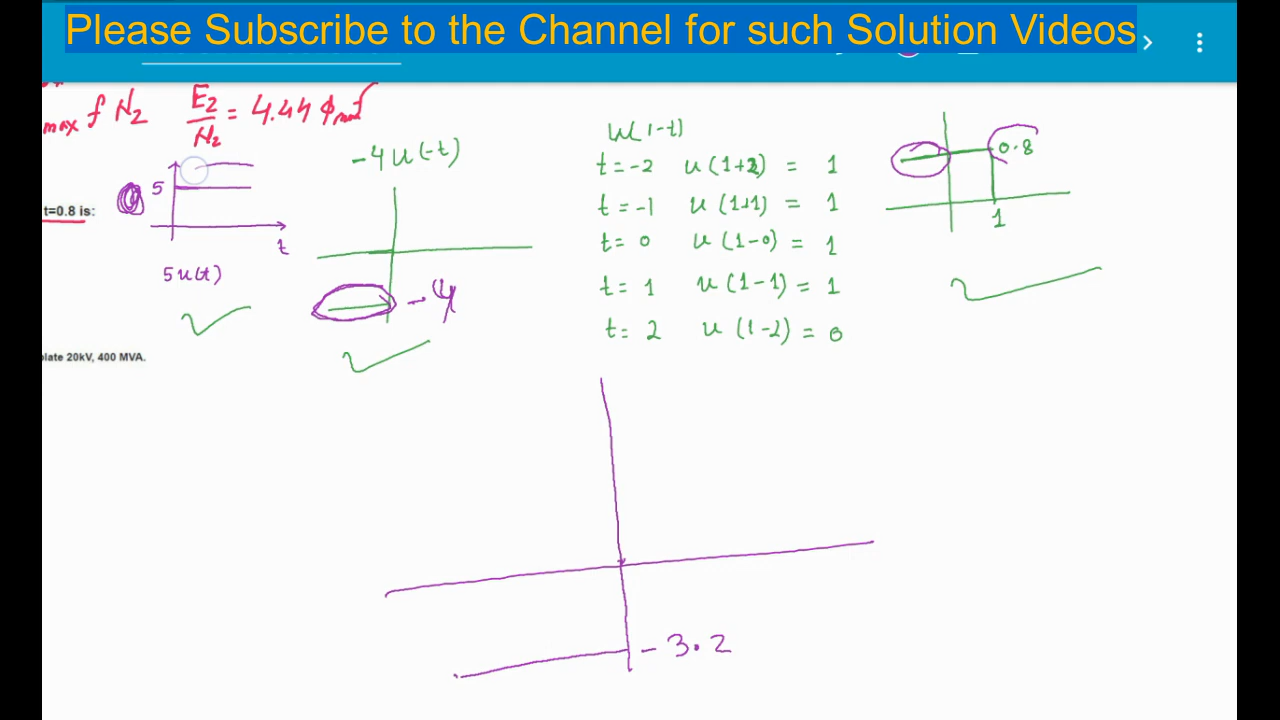 Please Subscribe to the Channel for such Solution Videos
max f N2
E2
N2
= 4.44 ϕm f
5
t=0.8 is:
t
5u(t)
-4u(-t)
-4
u(1-t)
t=-2 u(1+2) = 1
t=-1 u(1+1) = 1
t=0 u(1-0) = 1
t=1 u(1-1) = 1
t=2 u(1-2) = 0
0.8
1
plate 20kV, 400 MVA.
-3.2